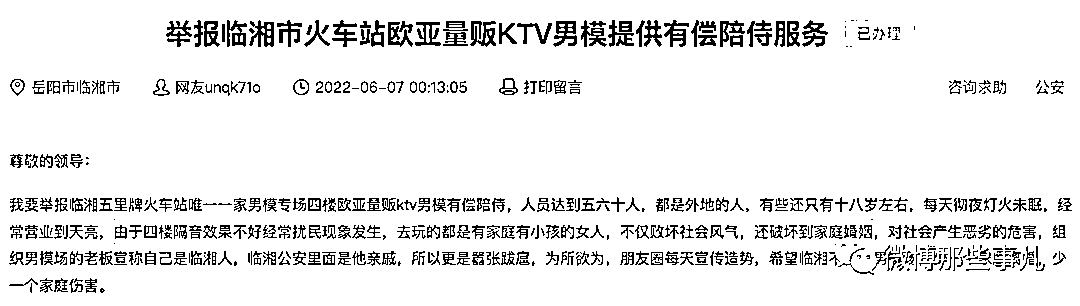 举报临湘市火车站欧亚量贩KTV男模提供有偿陪侍服务 已办理
岳阳市临湘市 网友unqk71o 2022-06-07 00:13:05 打印留言 咨询求助 公安
尊敬的领导：
我要举报临湘五里牌火车站唯一一家男模专场四楼欧亚量贩ktv男模有偿陪侍，人员达到五六十人，都是外地的人，有些还只有十八岁左右，每天彻夜灯火未眠，经
常营业到天亮，由于四楼隔音效果不好经常扰民现象发生，去玩的都是有家庭有小孩的女人，不仅败坏社会风气，还破坏到家庭婚姻，对社会产生恶劣的危害，组
织男模场的老板宣称自己是临湘人，临湘公安里面是他亲戚，所以更是嚣张跋扈，为所欲为，朋友圈每天宣传造势，希望临湘不 男 少
一个家庭伤害。
微博那些事儿